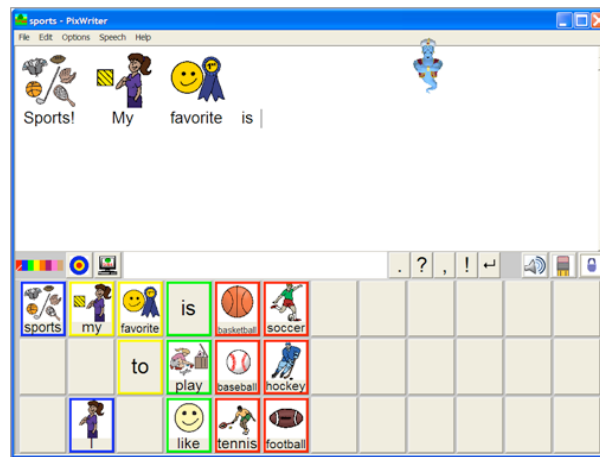 sports - PixWriter
File Edit Options Speech Help
Sports! My favorite is
. ? , ! ↵
sports my favorite is basketball soccer
to play baseball hockey
I like tennis football